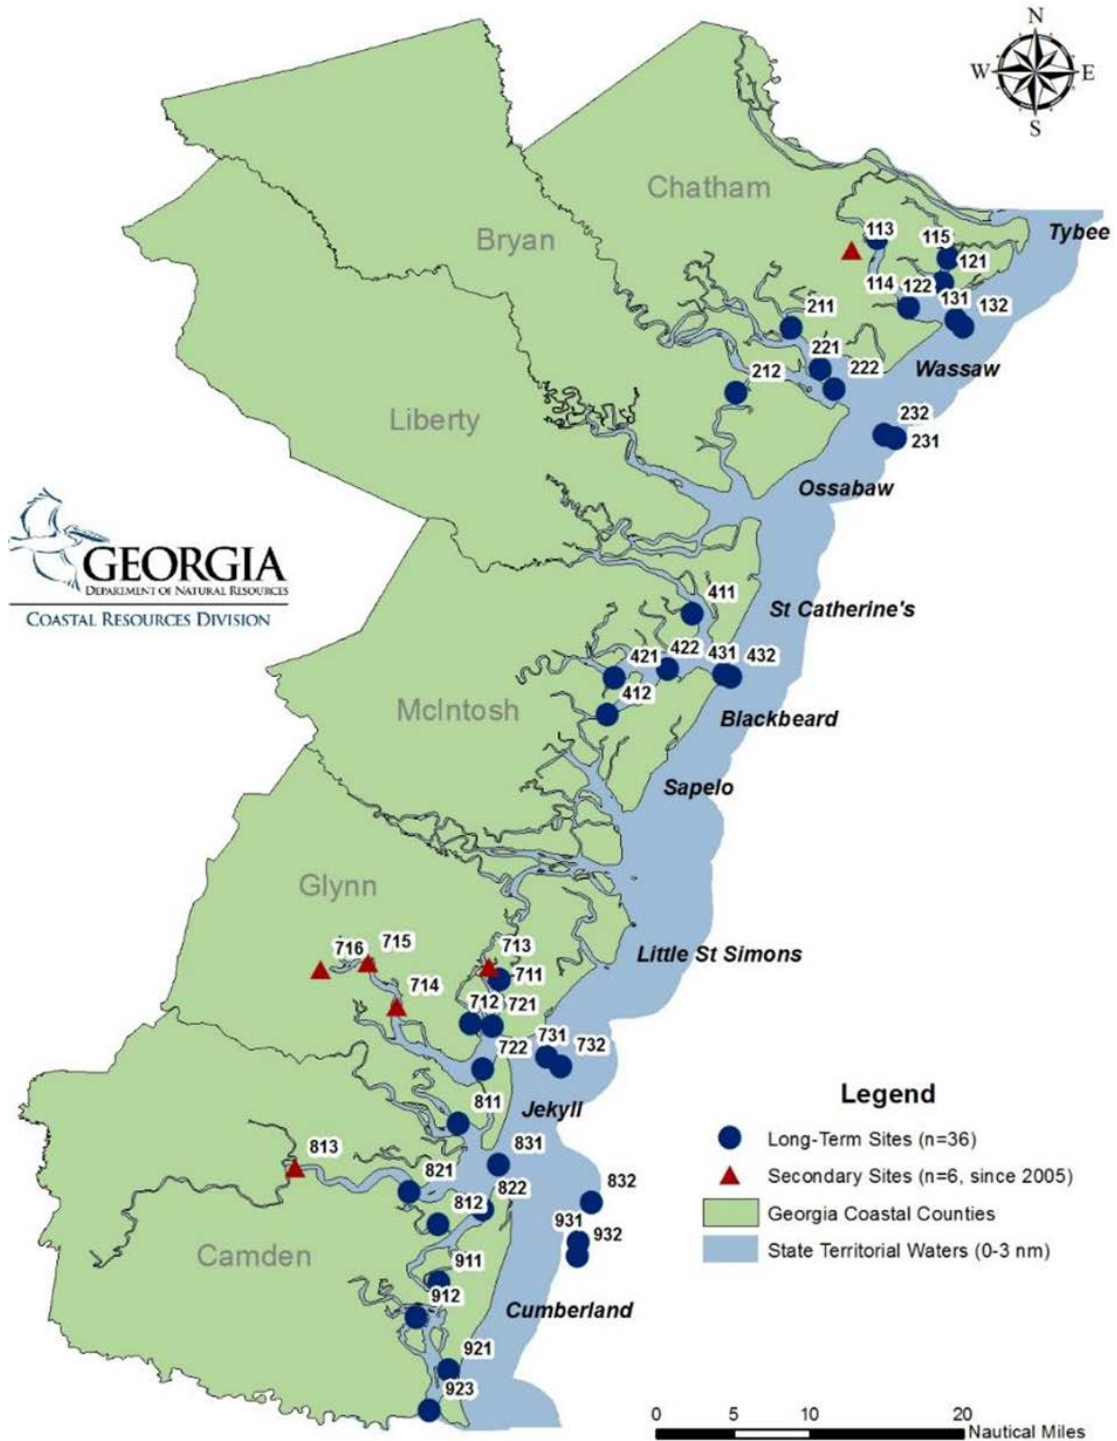 N
W E
S
Chatham
Bryan
Tybee
113
115
121
114
122
131
132
211
Wassaw
221
222
212
Liberty
232
231
Ossabaw
GEORGIA
DEPARTMENT OF NATURAL RESOURCES
COASTAL RESOURCES DIVISION
411
St Catherine's
422
431
432
421
412
McIntosh
Blackbeard
Sapelo
Glynn
716
715
713
Little St Simons
711
714
712
721
722
731
732
811
Jekyll
Legend
Long-Term Sites (n=36)
Secondary Sites (n=6, since 2005)
Georgia Coastal Counties
State Territorial Waters (0-3 nm)
813
831
821
822
832
812
931
932
Camden
911
912
Cumberland
921
923
0 5 10 20
Nautical Miles